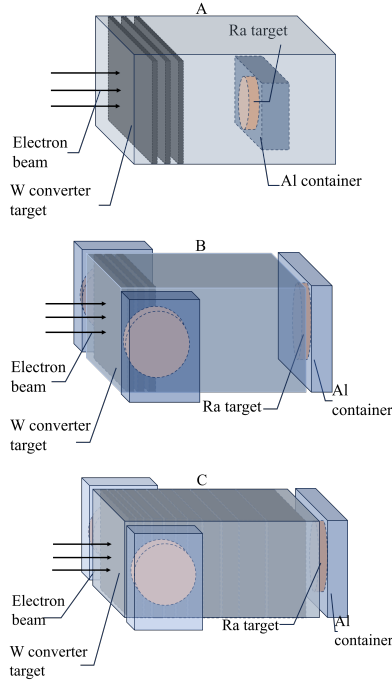 A
Ra target
Electron
beam
W converter
target
Al container
B
Electron
beam
W converter
target
Ra target
Al
container
C
Electron
beam
W converter
target
Ra target
Al
container